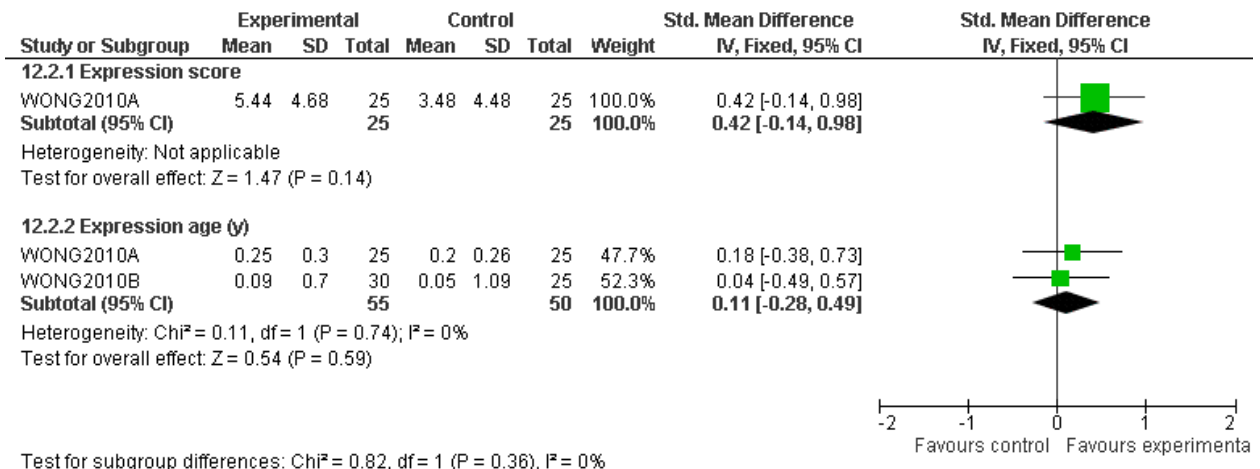 Experimental Control Std. Mean Difference Std. Mean Difference
Study or Subgroup Mean SD Total Mean SD Total Weight IV, Fixed, 95% CI IV, Fixed, 95% CI
12.2.1 Expression score
WONG2010A 5.44 4.68 25 3.48 4.48 25 100.0% 0.42 [-0.14, 0.98]
Subtotal (95% CI) 25 25 100.0% 0.42 [-0.14, 0.98]
Heterogeneity: Not applicable
Test for overall effect: Z = 1.47 (P = 0.14)
12.2.2 Expression age (y)
WONG2010A 0.25 0.3 25 0.2 0.26 25 47.7% 0.18 [-0.38, 0.73]
WONG2010B 0.09 0.7 30 0.05 1.09 25 52.3% 0.04 [-0.49, 0.57]
Subtotal (95% CI) 55 50 100.0% 0.11 [-0.28, 0.49]
Heterogeneity: Chi² = 0.11, df = 1 (P = 0.74); I² = 0%
Test for overall effect: Z = 0.54 (P = 0.59)
-2 -1 0 1 2
Favours control Favours experimenta
Test for subgroup differences: Chi² = 0.82, df = 1 (P = 0.36), I² = 0%